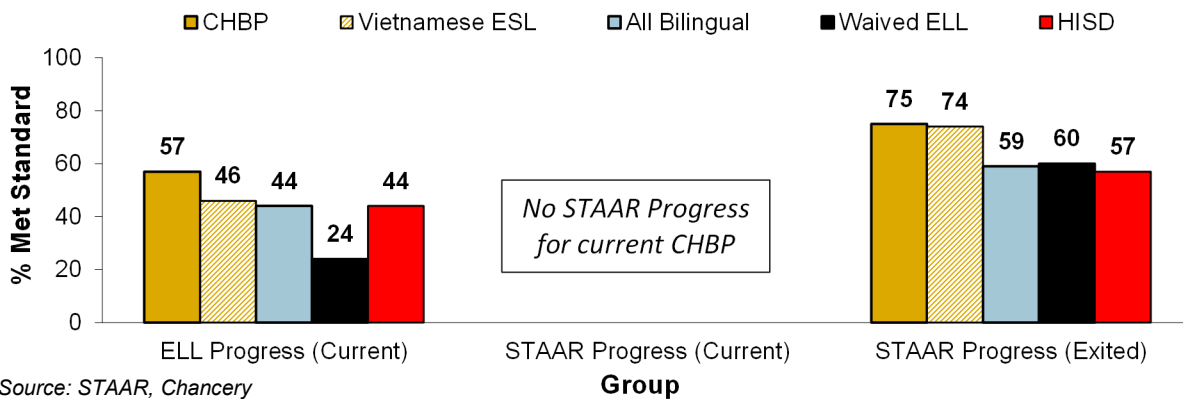 CHBP Vietnamese ESL All Bilingual Waived ELL HISD
% Met Standard
100
80
60
40
20
0
57
46
44
24
44
No STAAR Progress
for current CHBP
75
74
59
60
57
ELL Progress (Current) STAAR Progress (Current) STAAR Progress (Exited)
Source: STAAR, Chancery
Group